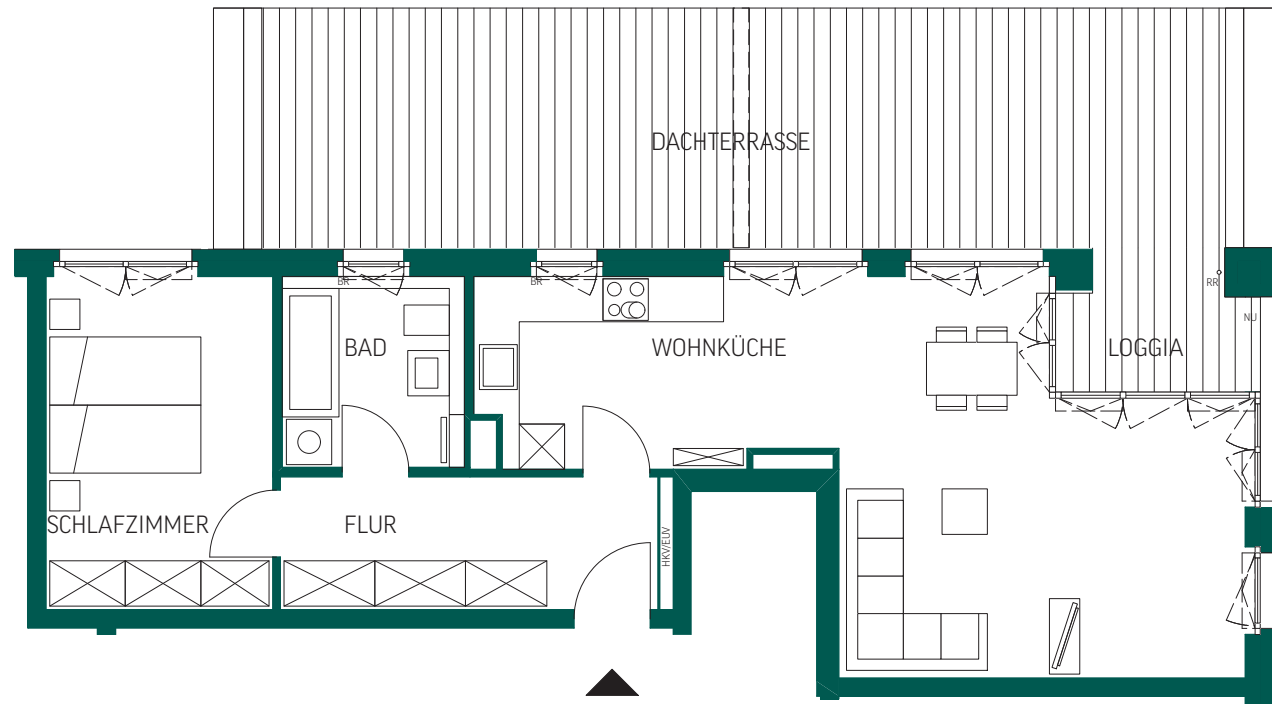 DACHTERRASSE
BR
BR
RR
NU
BAD
WOHNKÜCHE
LOGGIA
SCHLAFZIMMER
FLUR
HKV/EUV